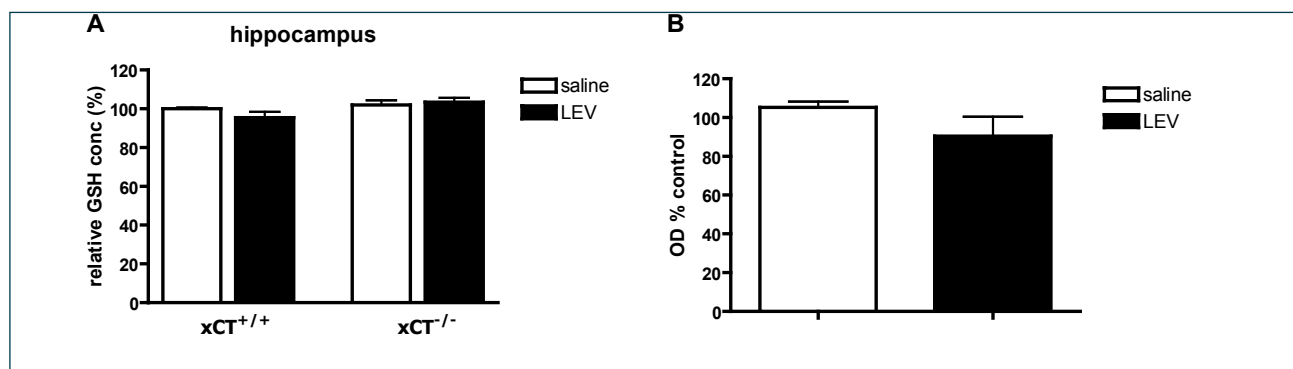 A
hippocampus
relative GSH conc (%)
120
100
80
60
40
20
0
xCT+/+
xCT-/-
saline
LEV
B
OD % control
120
100
80
60
40
20
0
saline
LEV